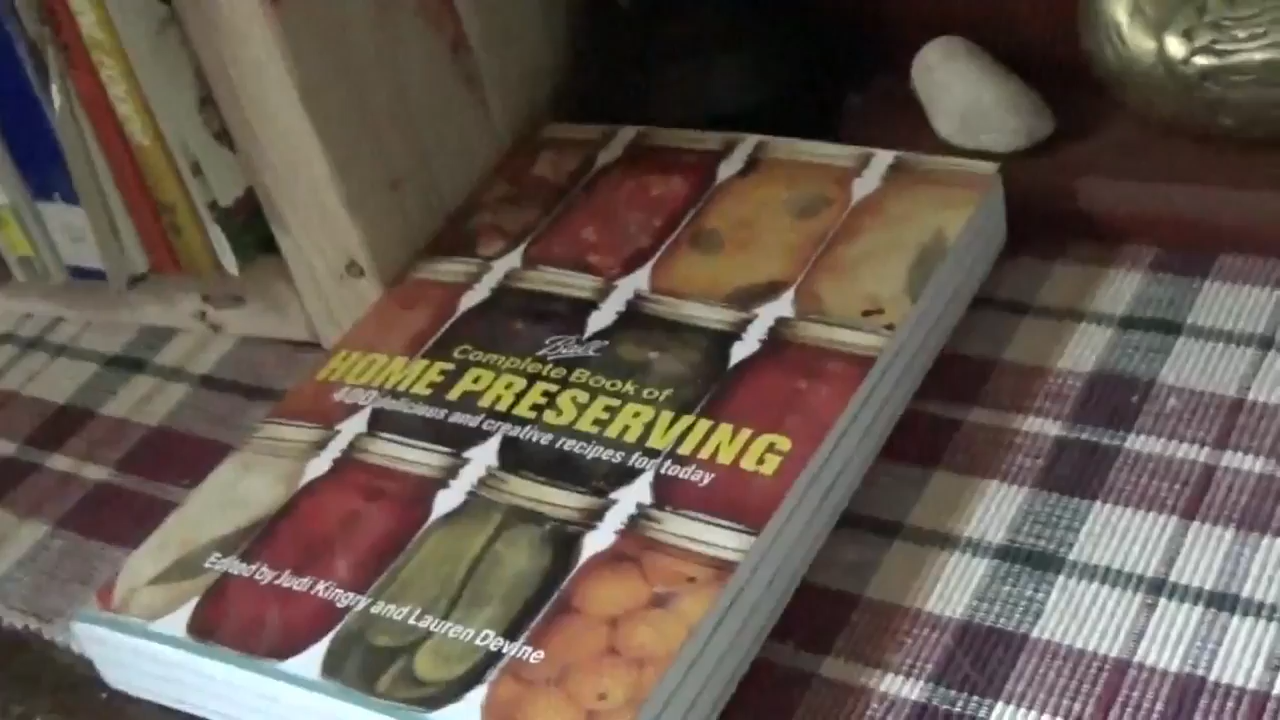 Ball
Complete Book of
HOME PRESERVING
400 delicious and creative recipes for today
Edited by Judi Kingry and Lauren Devine